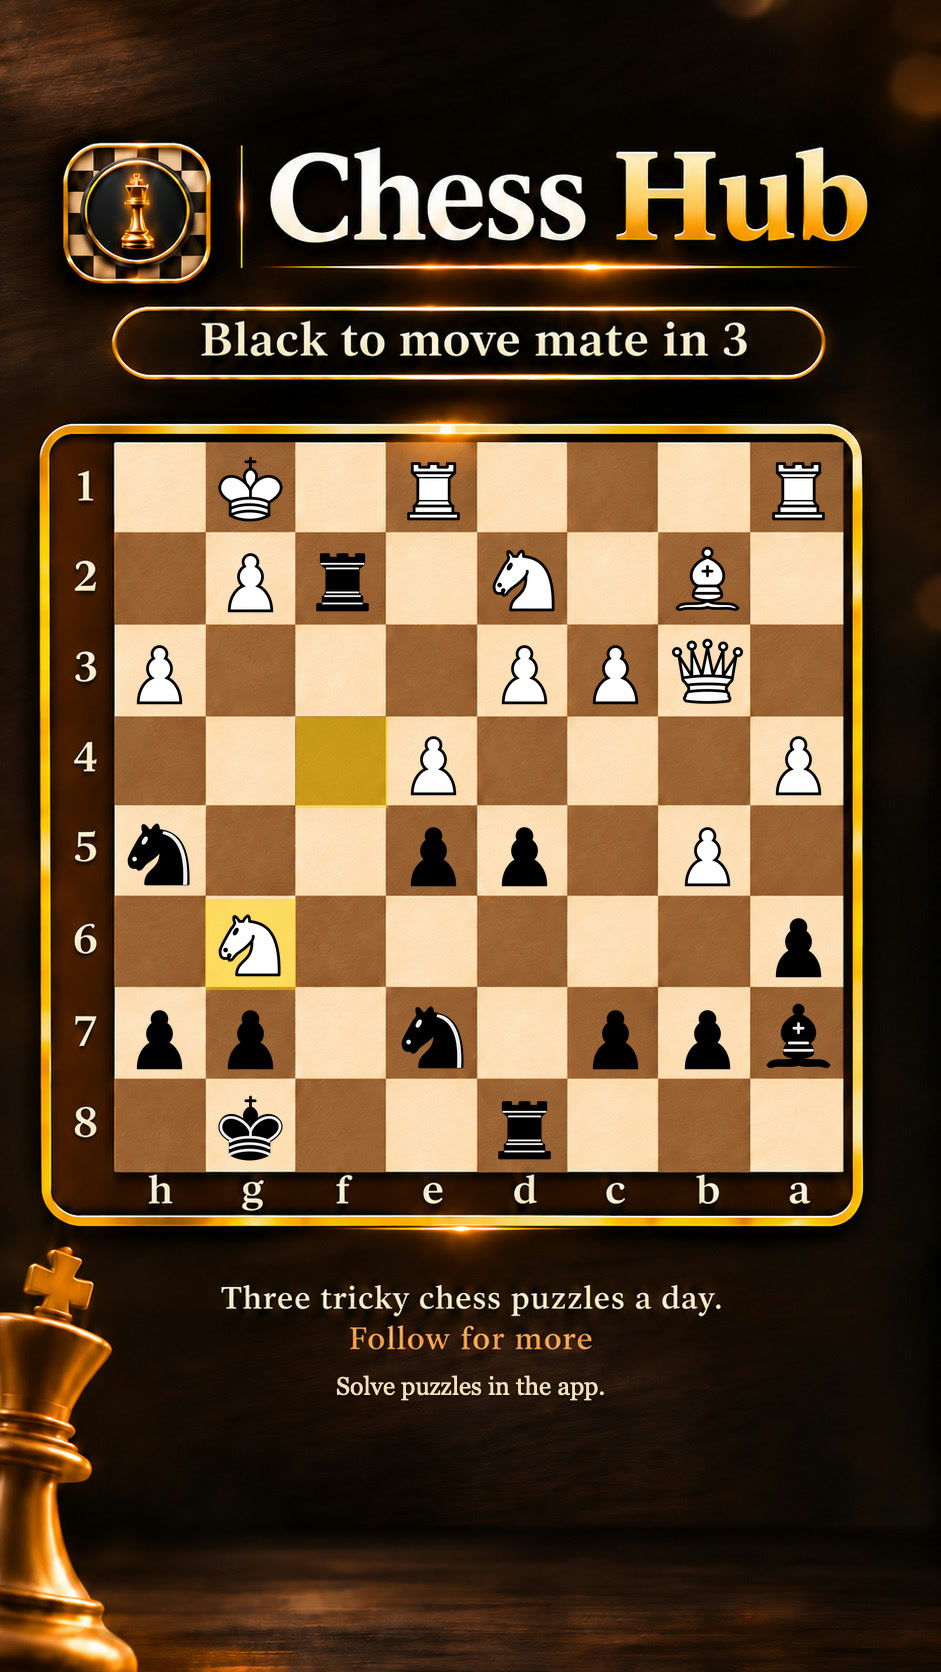 Chess Hub
Black to move mate in 3
1
2
3
4
5
6
7
8
h g f e d c b a
Three tricky chess puzzles a day.
Follow for more
Solve puzzles in the app.